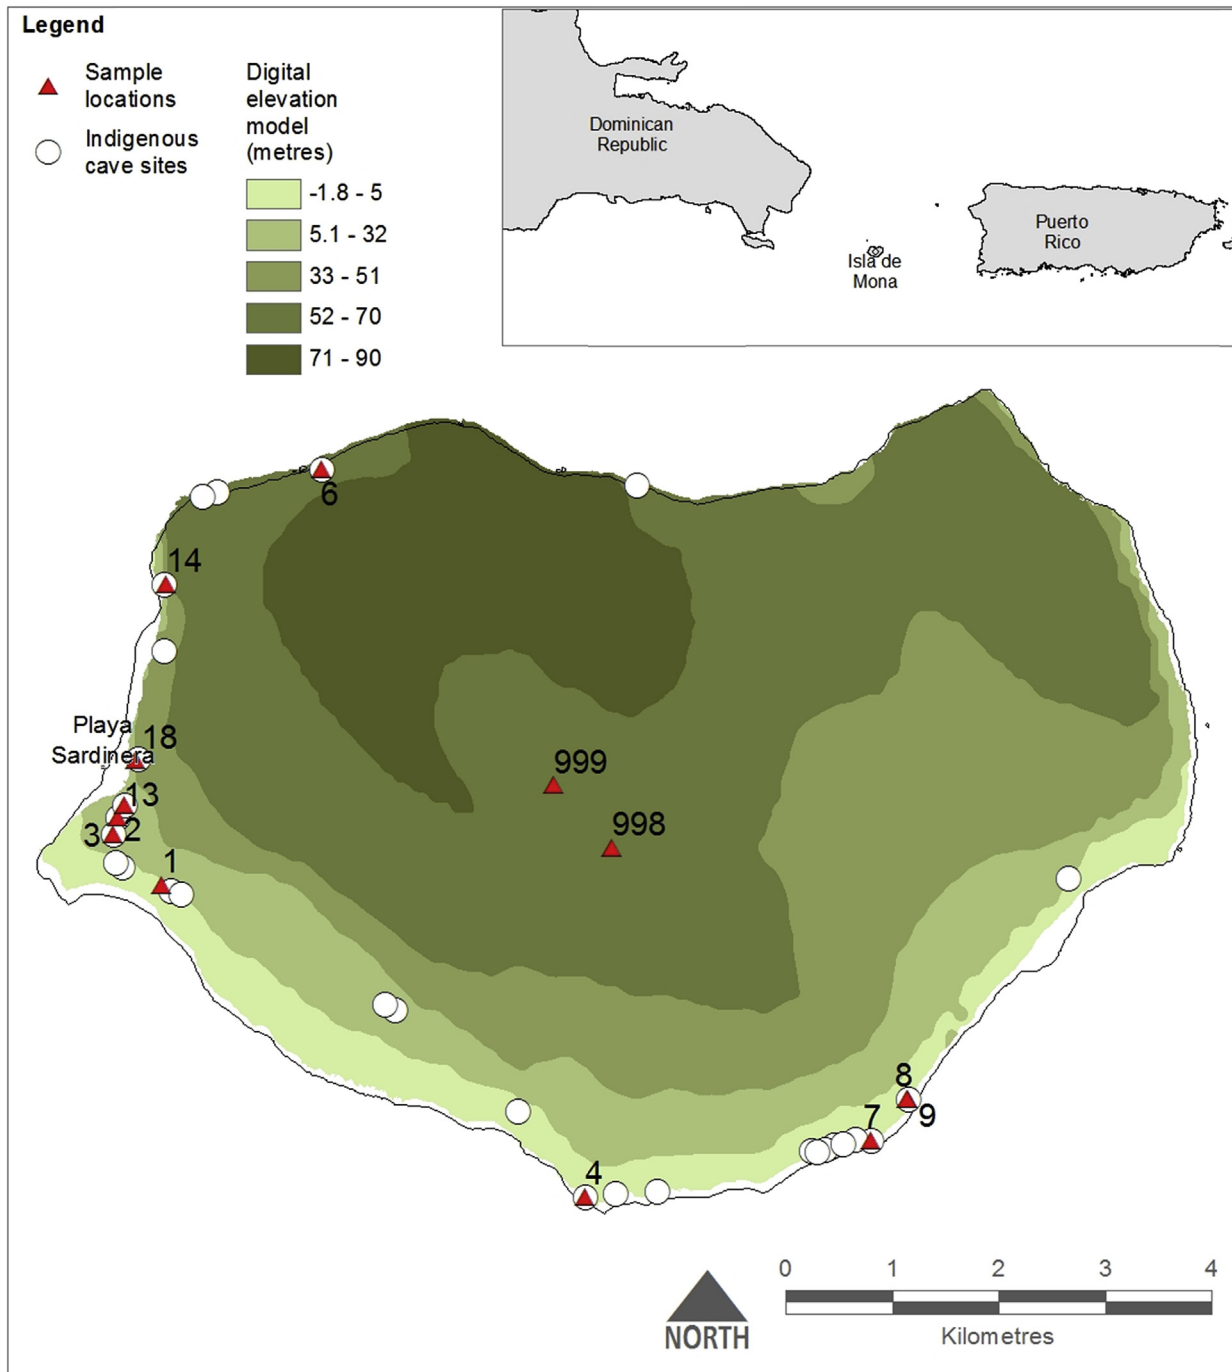 Legend
Sample
locations
Indigenous
cave sites
Digital
elevation
model
(metres)
-1.8 - 5
5.1 - 32
33 - 51
52 - 70
71 - 90
Dominican
Republic
Puerto
Rico
Isla de
Mona
6
14
Playa
Sardinera
18
13
3
2
1
999
998
8
9
7
4
NORTH
0 1 2 3 4
Kilometres